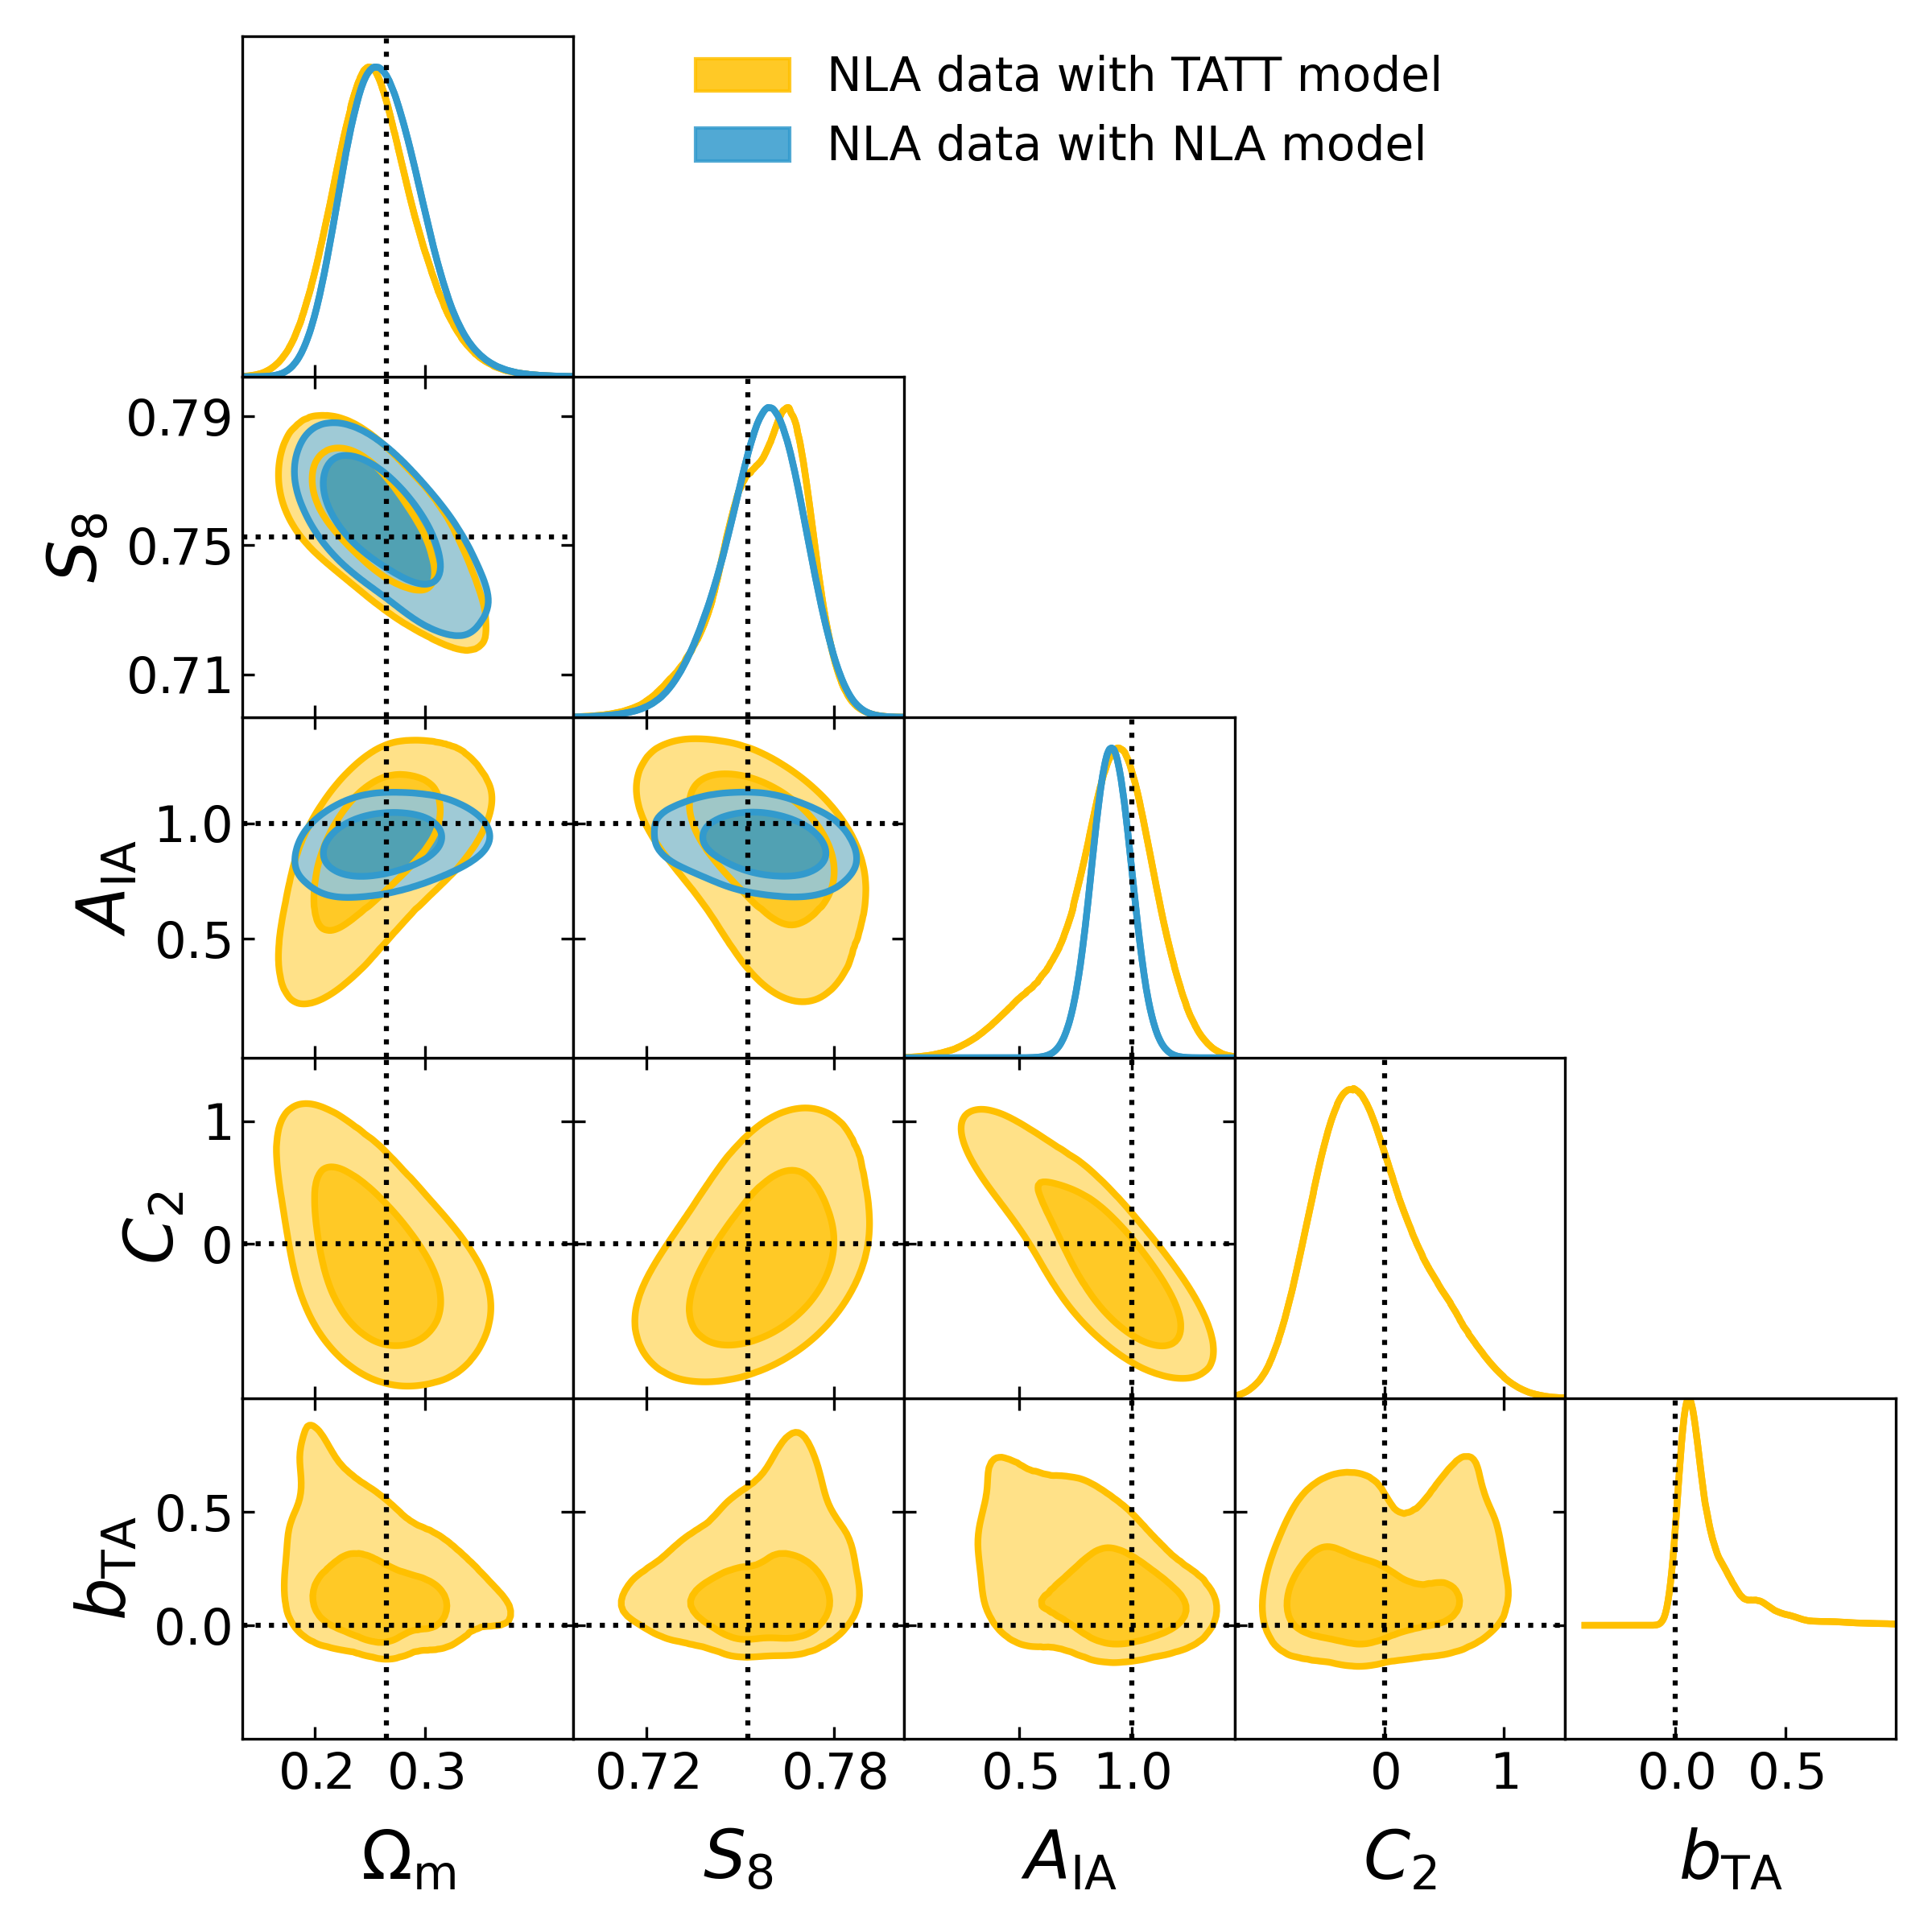 NLA data with TATT model
NLA data with NLA model
0.79
0.75
0.71
S8
1.0
0.5
AIA
1
0
C2
0.5
0.0
bTA
0.2 0.3 0.72 0.78 0.5 1.0 0 1 0.0 0.5
Ωm S8 AIA C2 bTA